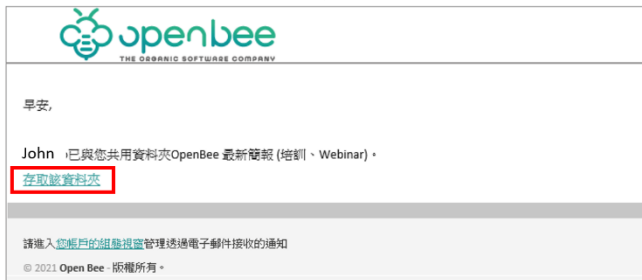 openbee
THE ORGANIC SOFTWARE COMPANY
早安,
John ,已與您共用資料夾OpenBee 最新簡報 (培訓、Webinar)。
存取該資料夾
請進入您帳戶的組態視窗管理透過電子郵件接收的通知
© 2021 Open Bee - 版權所有。